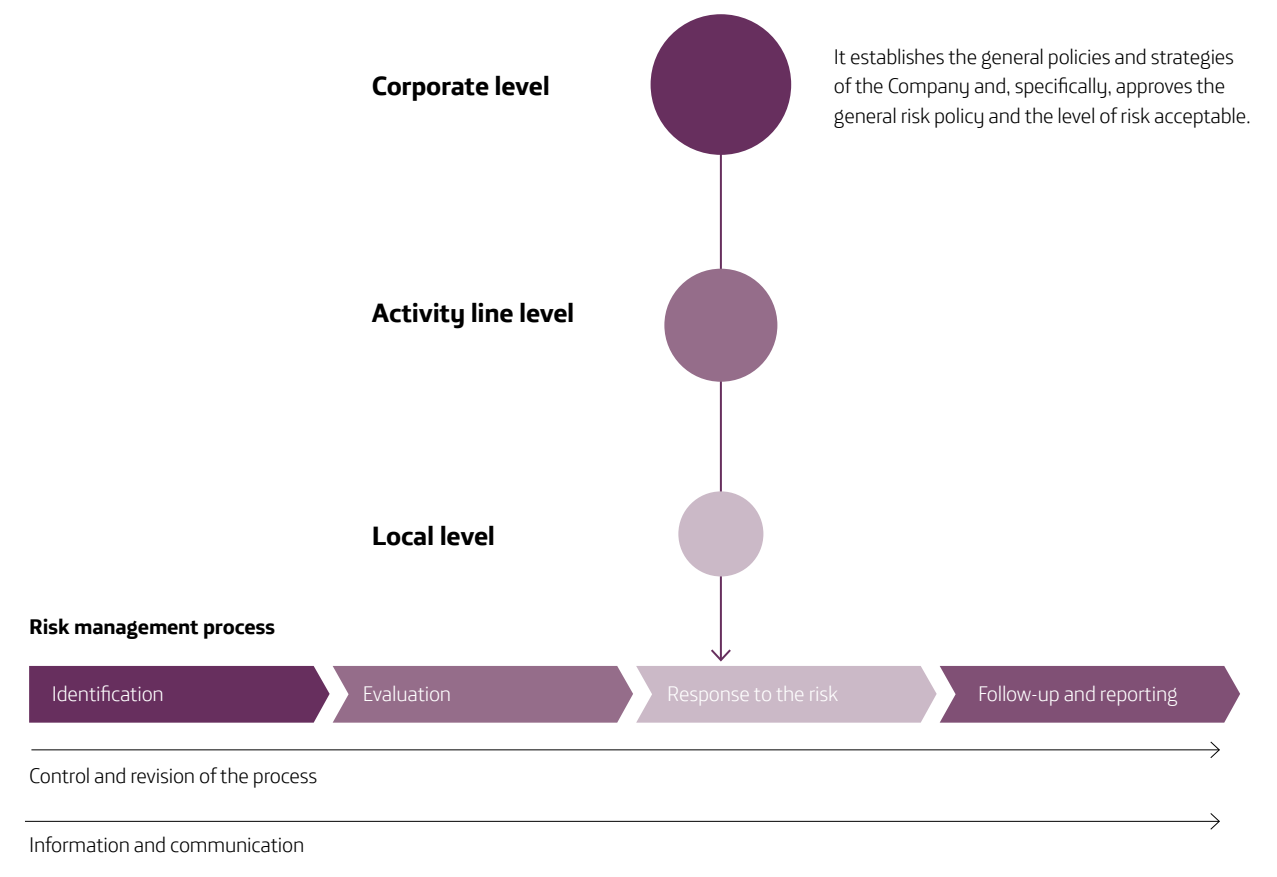 Corporate level
It establishes the general policies and strategies
of the Company and, specifically, approves the
general risk policy and the level of risk acceptable.
Activity line level
Local level
Risk management process
Identification
Evaluation
Response to the risk
Follow-up and reporting
Control and revision of the process
Information and communication